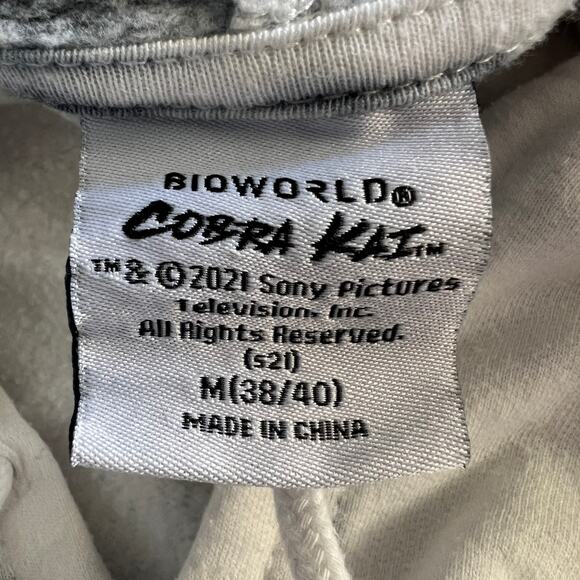 BIOWORLD®
COBRA KAI™
™ & © 2021 Sony Pictures
Television, Inc.
All Rights Reserved.
(s21)
M(38/40)
MADE IN CHINA